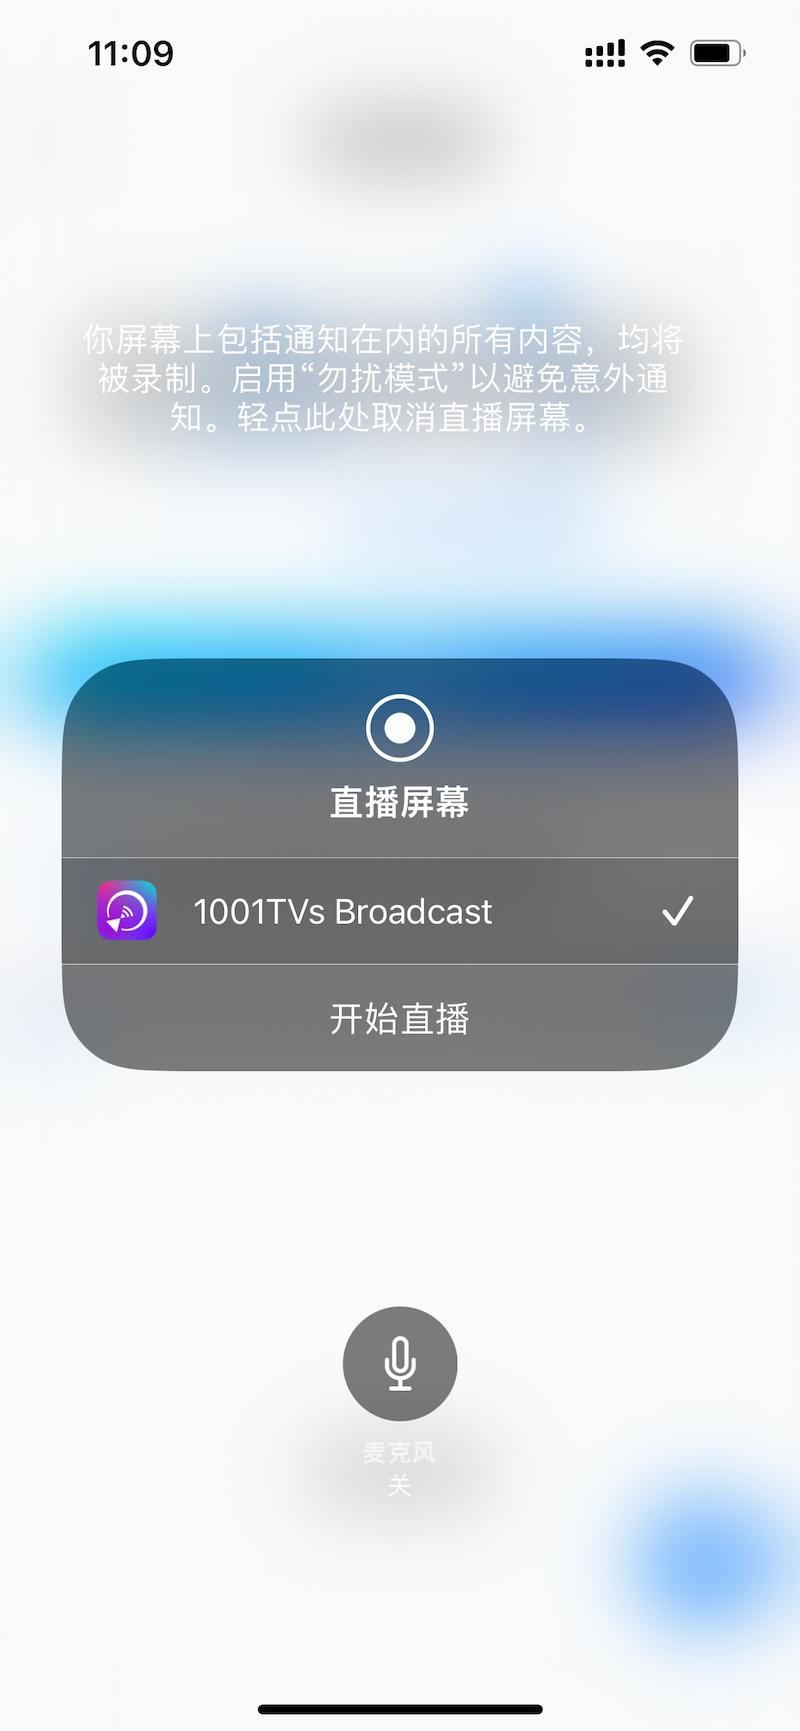 11:09
你屏幕上包括通知在内的所有内容，均将
被录制。启用“勿扰模式”以避免意外通
知。轻点此处取消直播屏幕。
直播屏幕
1001TVs Broadcast
开始直播
麦克风
关